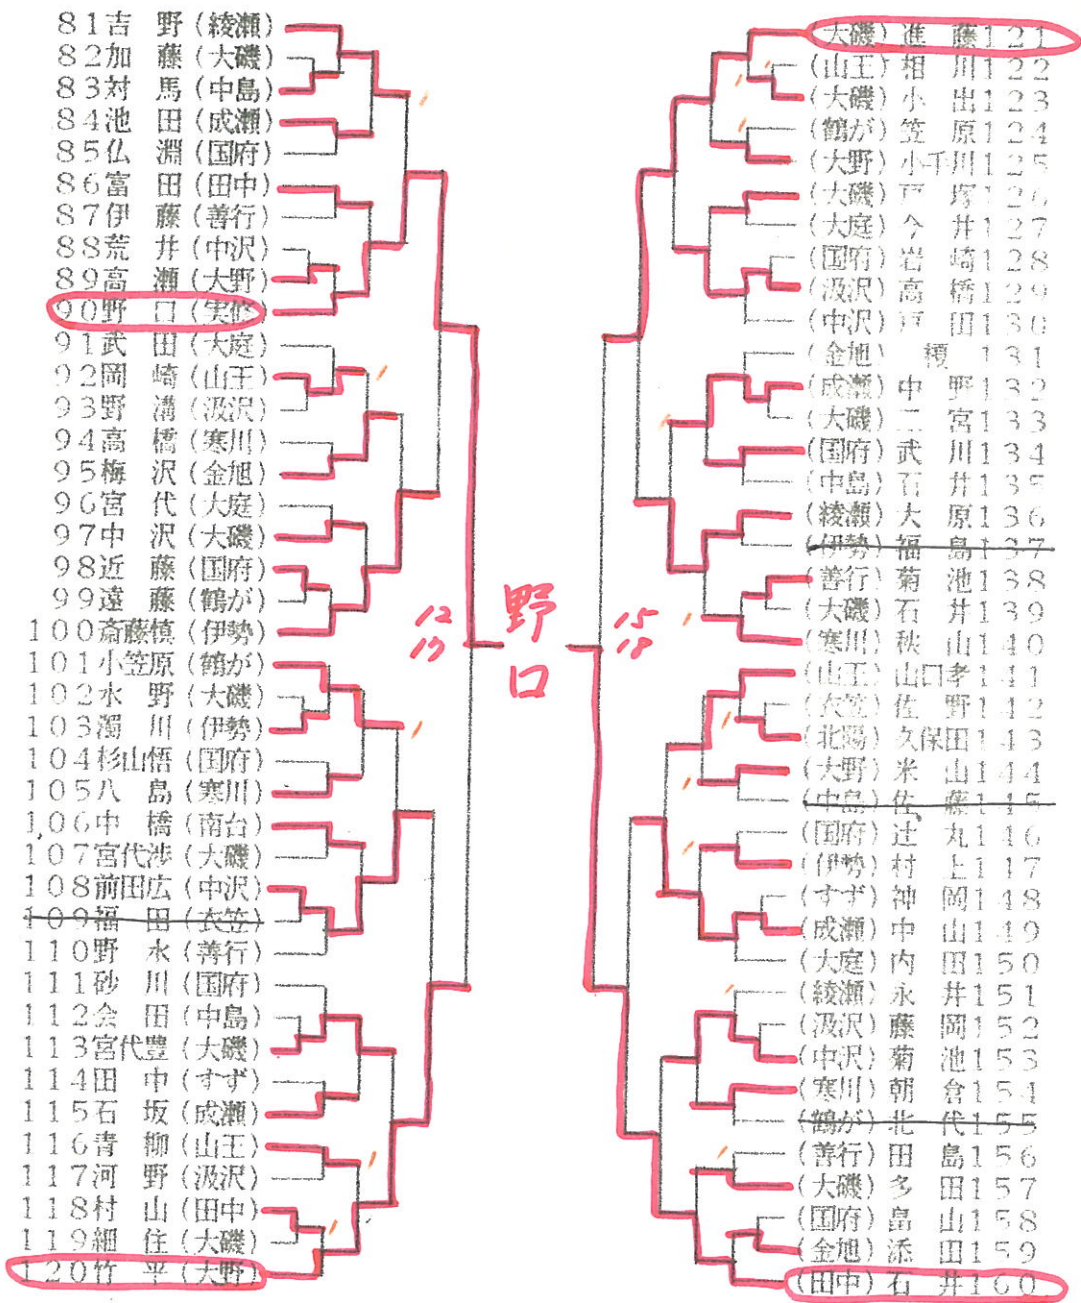 81吉 野(綾瀬)
82加 藤(大磯)
83対 馬(中島)
84池 田(成瀬)
85仏 淵(国府)
86富 田(田中)
87伊 藤(善行)
88荒 井(中沢)
89高 瀬(大野)
90野 口(実修)
91武 田(大庭)
92岡 崎(山王)
93野 溝(汲沢)
94高 橋(寒川)
95梅 沢(金旭)
96宮 代(大庭)
97中 沢(大磯)
98近 藤(国府)
99遠 藤(鶴が)
100斎藤慎(伊勢)
101小笠原(鶴が)
102水 野(大磯)
103濁 川(伊勢)
104杉山悟(国府)
105八 島(寒川)
106中 橋(南台)
107宮代渉(大磯)
108前田広(中沢)
109福 田(衣笠)
110野 水(善行)
111砂 川(国府)
112会 田(中島)
113宮代豊(大磯)
114田 中(すず)
115石 坂(成瀬)
116青 柳(山王)
117河 野(汲沢)
118村 山(田中)
119細 住(大磯)
120竹 平(大野)
12
19
野口
15
18
(大磯)進 藤121
(山王)相 川122
(大磯)小 出123
(鶴が)笠 原124
(大野)小千川125
(大磯)戸 塚126
(大庭)今 井127
(国府)岩 崎128
(汲沢)高 橋129
(中沢)戸 田130
(金旭) 榎 131
(成瀬)中 野132
(大磯)二 宮133
(国府)武 川134
(中島)石 井135
(綾瀬)大 原136
(伊勢)福 島137
(善行)菊 池138
(大磯)石 井139
(寒川)秋 山140
(山王)山口孝141
(衣笠)佐 野142
(北陽)久保田143
(大野)米 山144
(中島)佐 藤145
(国府)辻 丸146
(伊勢)村 上147
(すず)神 岡148
(成瀬)中 山149
(大庭)内 田150
(綾瀬)永 井151
(汲沢)藤 岡152
(中沢)菊 池153
(寒川)朝 倉154
(鶴が)北 代155
(善行)田 島156
(大磯)多 田157
(国府)畠 山158
(金旭)添 田159
(田中)石 井160